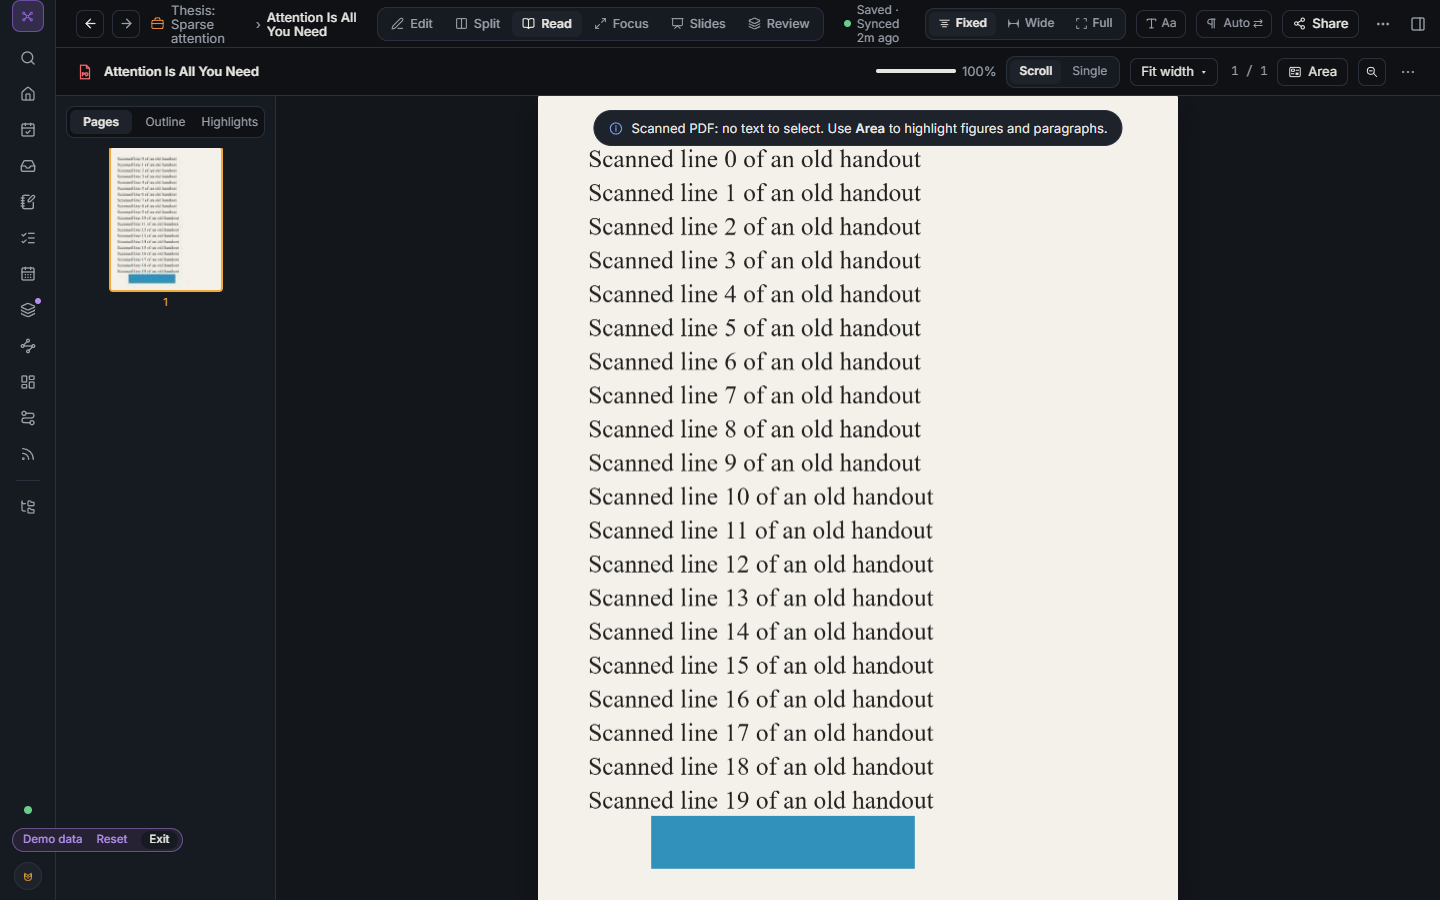 Thesis: Sparse attention › Attention Is All You Need
Edit Split Read Focus Slides Review
Saved · Synced 2m ago
Fixed Wide Full
Aa Auto Share
Attention Is All You Need
100% Scroll Single Fit width 1 / 1 Area
Pages Outline Highlights
1
Scanned PDF: no text to select. Use Area to highlight figures and paragraphs.
Scanned line 0 of an old handout
Scanned line 1 of an old handout
Scanned line 2 of an old handout
Scanned line 3 of an old handout
Scanned line 4 of an old handout
Scanned line 5 of an old handout
Scanned line 6 of an old handout
Scanned line 7 of an old handout
Scanned line 8 of an old handout
Scanned line 9 of an old handout
Scanned line 10 of an old handout
Scanned line 11 of an old handout
Scanned line 12 of an old handout
Scanned line 13 of an old handout
Scanned line 14 of an old handout
Scanned line 15 of an old handout
Scanned line 16 of an old handout
Scanned line 17 of an old handout
Scanned line 18 of an old handout
Scanned line 19 of an old handout
Demo data Reset Exit